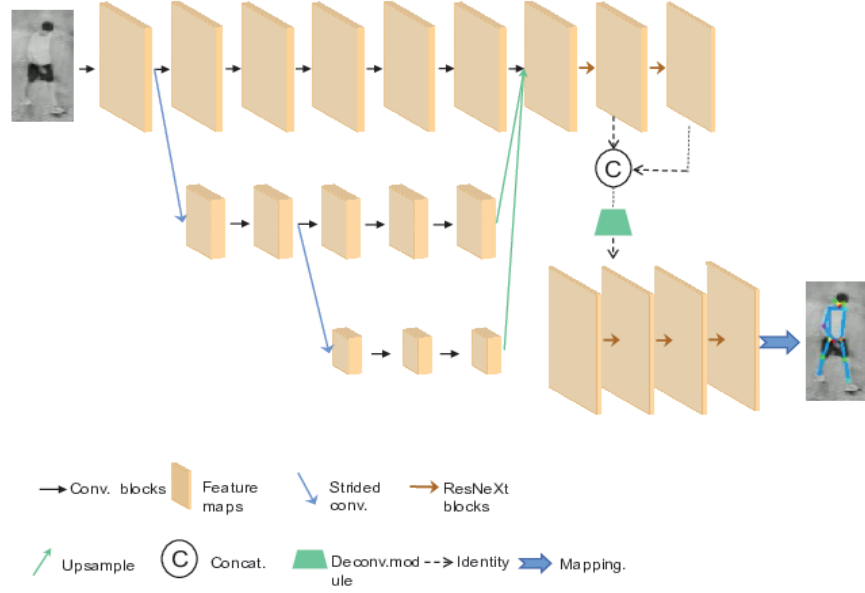 C
Conv. blocks
Feature
maps
Strided
conv.
ResNeXt
blocks
Upsample
C
Concat.
Deconv.mod
ule
Identity
Mapping.